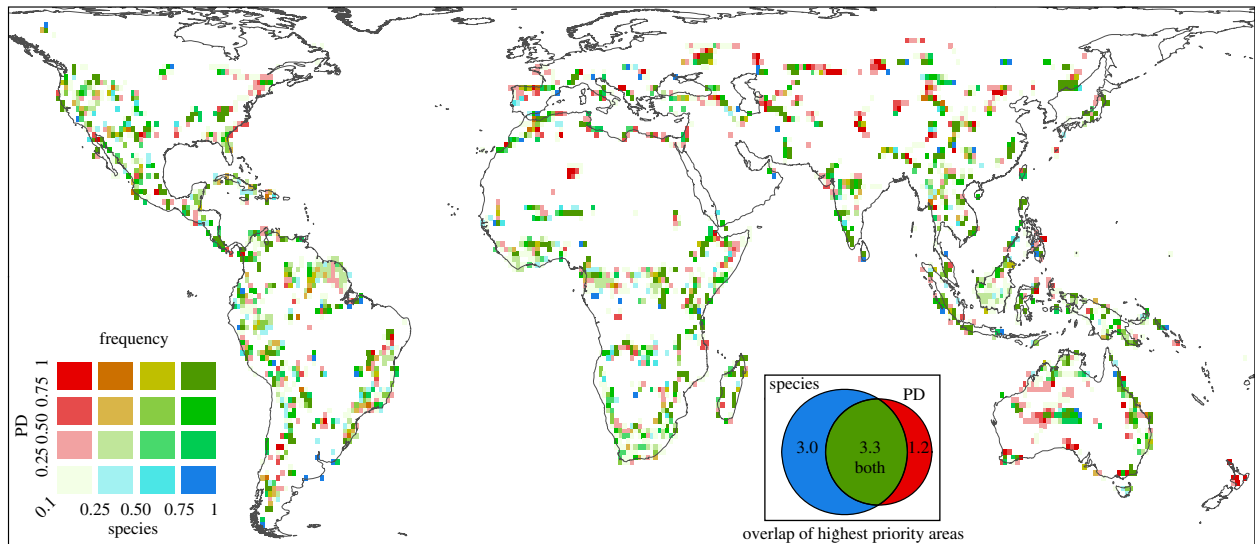 frequency
PD
0.25 0.50 0.75 1
0.1
0.25 0.50 0.75 1
species
species
PD
3.0 3.3 1.2
both
overlap of highest priority areas